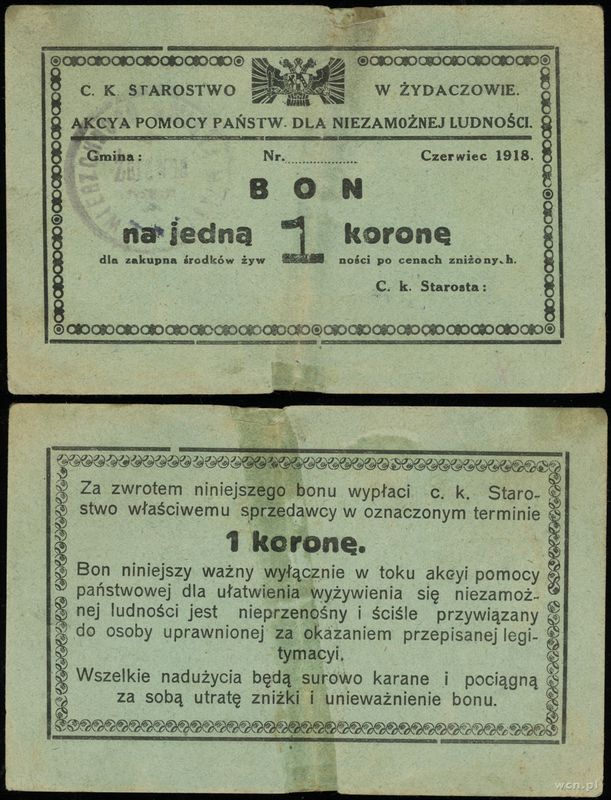 C. K. STAROSTWO W ŻYDACZOWIE.
AKCYA POMOCY PAŃSTW. DLA NIEZAMOŻNEJ LUDNOŚCI.
Gmina: Nr. Czerwiec 1918.
BON
na jedną 1 koronę
dla zakupna środków żyw ności po cenach zniżonych.
C. k. Starosta:
Za zwrotem niniejszego bonu wypłaci c. k. Staro-
stwo właściwemu sprzedawcy w oznaczonym terminie
1 koronę.
Bon niniejszy ważny wyłącznie w toku akcyi pomocy
państwowej dla ułatwienia wyżywienia się niezamoż-
nej ludności jest nieprzenośny i ściśle przywiązany
do osoby uprawnionej za okazaniem przepisanej legi-
tymacyi.
Wszelkie nadużycia będą surowo karane i pociągną
za sobą utratę zniżki i unieważnienie bonu.
wcn.pl